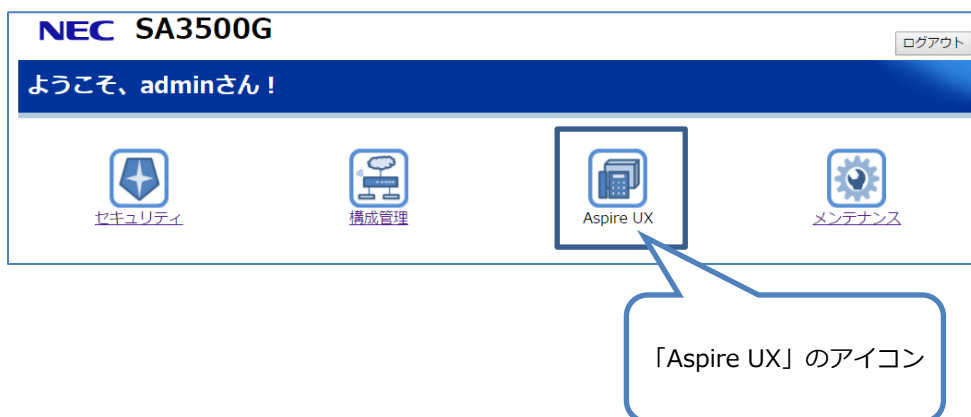 NEC SA3500G
ログアウト
ようこそ、adminさん！
セキュリティ
構成管理
Aspire UX
メンテナンス
「Aspire UX」のアイコン